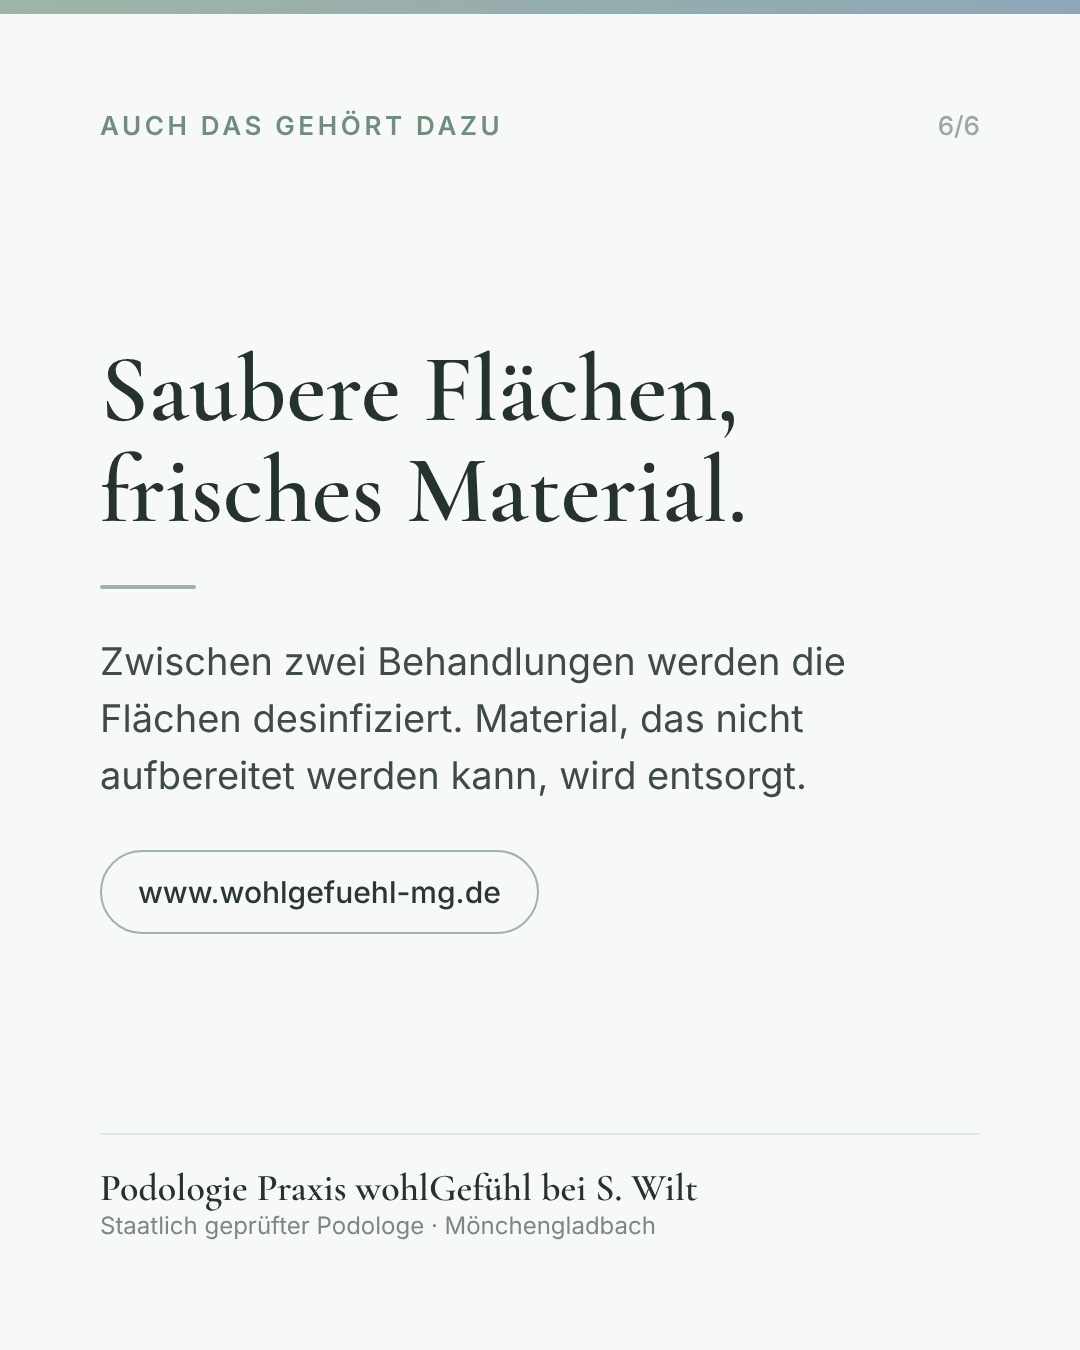 AUCH DAS GEHÖRT DAZU
6/6
Saubere Flächen,
frisches Material.
Zwischen zwei Behandlungen werden die
Flächen desinfiziert. Material, das nicht
aufbereitet werden kann, wird entsorgt.
www.wohlgefuehl-mg.de
Podologie Praxis wohlGefühl bei S. Wilt
Staatlich geprüfter Podologe · Mönchengladbach